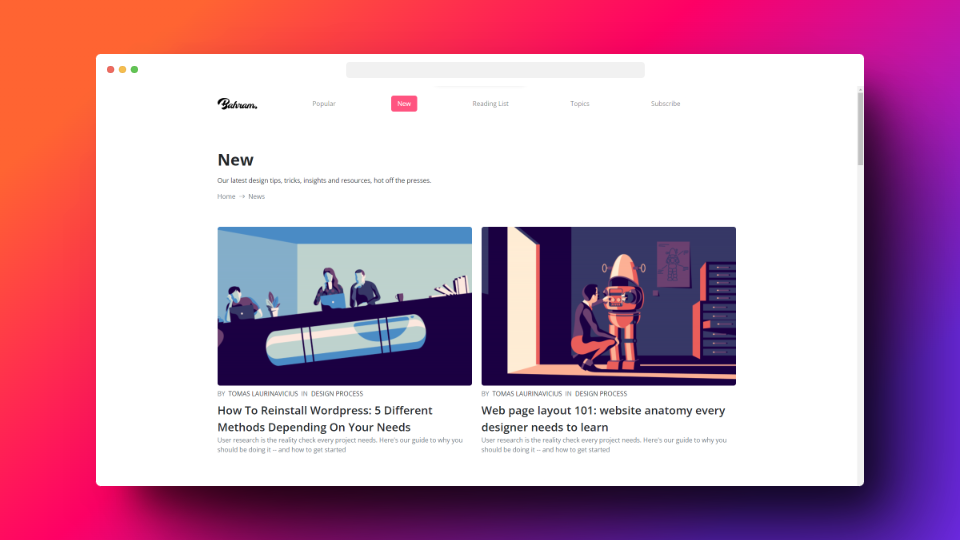 Bahram.
Popular
New
Reading List
Topics
Subscribe
New
Our latest design tips, tricks, insights and resources, hot off the presses.
Home → News
BY TOMAS LAURINAVICIUS IN DESIGN PROCESS
How To Reinstall Wordpress: 5 Different
Methods Depending On Your Needs
User research is the reality check every project needs. Here's our guide to why you
should be doing it — and how to get started
BY TOMAS LAURINAVICIUS IN DESIGN PROCESS
Web page layout 101: website anatomy every
designer needs to learn
User research is the reality check every project needs. Here's our guide to why you
should be doing it — and how to get started